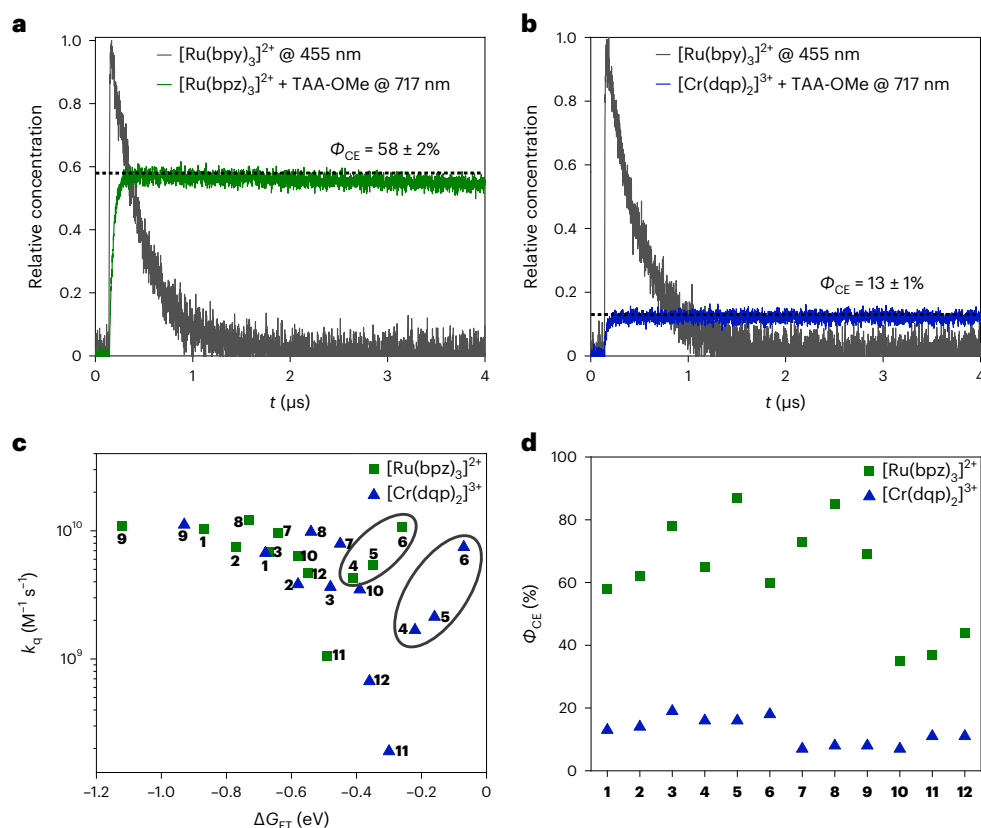 a
[Ru(bpy)₃]²⁺ @ 455 nm
[Ru(bpz)₃]²⁺ + TAA-OMe @ 717 nm
Φ_CE = 58 ± 2%
Relative concentration
1.0
0.8
0.6
0.4
0.2
0
0 1 2 3 4
t (μs)
b
[Ru(bpy)₃]²⁺ @ 455 nm
[Cr(dqp)₂]³⁺ + TAA-OMe @ 717 nm
Φ_CE = 13 ± 1%
Relative concentration
1.0
0.8
0.6
0.4
0.2
0
0 1 2 3 4
t (μs)
c
[Ru(bpz)₃]²⁺
[Cr(dqp)₂]³⁺
k_q (M⁻¹ s⁻¹)
10¹⁰
10⁹
9 9 1 2 8 1 3 7 8 10 12 2 3 7 10 4 5 6 6 5 4 11 12 11
−1.2 −1.0 −0.8 −0.6 −0.4 −0.2 0
ΔG_ET (eV)
d
[Ru(bpz)₃]²⁺
[Cr(dqp)₂]³⁺
Φ_CE (%)
100
80
60
40
20
0
1 2 3 4 5 6 7 8 9 10 11 12